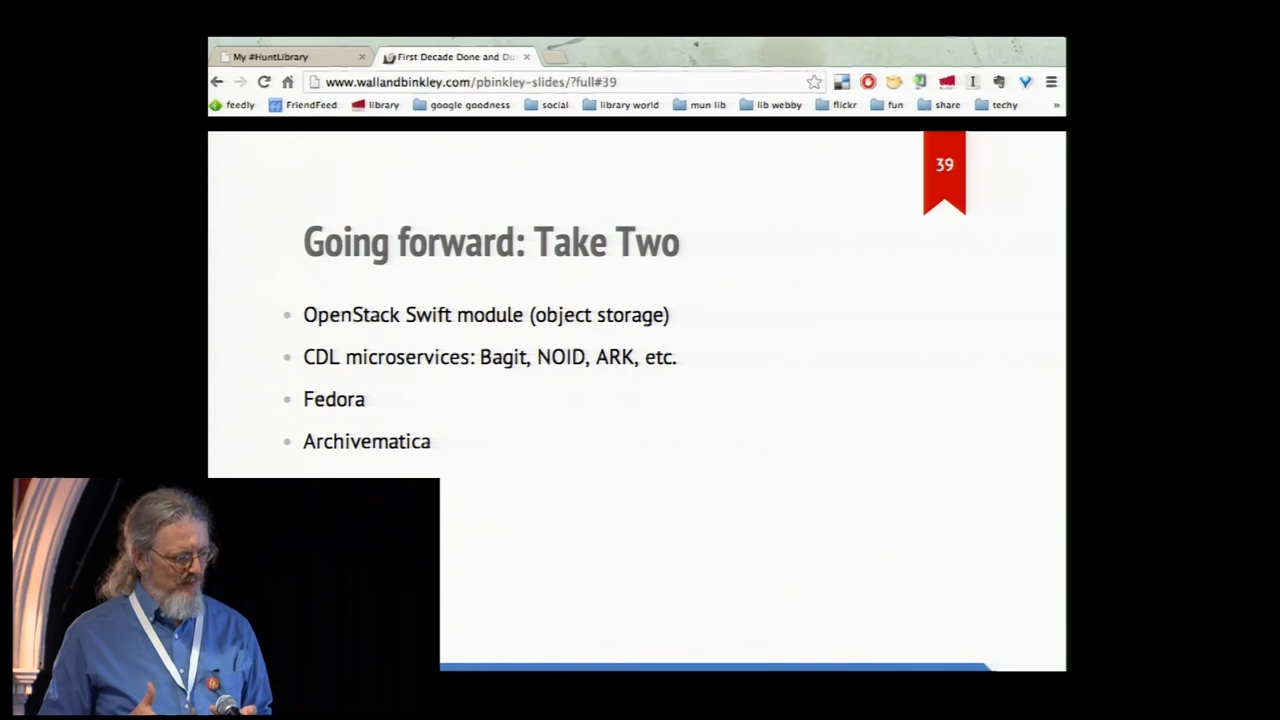 My #HuntLibrary
First Decade Done and Du
www.wallandbinkley.com/pbinkley-slides/?full#39
feedly FriendFeed library google goodness social library world mun lib lib webby flickr fun share techy »
39
Going forward: Take Two
OpenStack Swift module (object storage)
CDL microservices: Bagit, NOID, ARK, etc.
Fedora
Archivematica